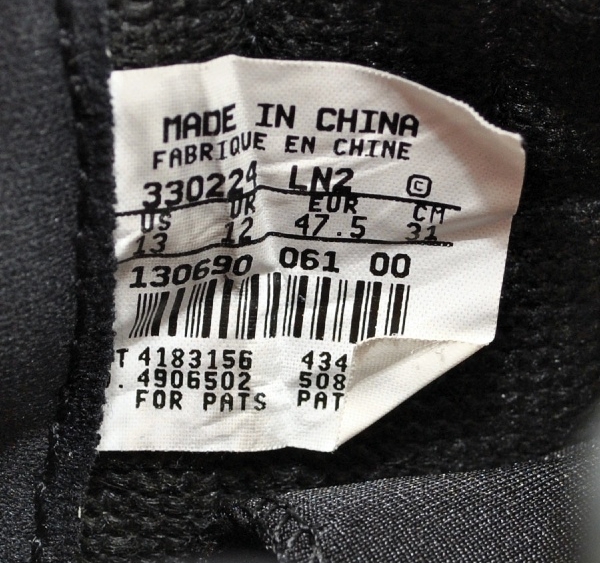 MADE IN CHINA
FABRIQUE EN CHINE
330224 LN2 ©
US UK EUR CM
13 12 47.5 31
130690 061 00
T 4183156 434
. 4906502 508
FOR PATS PAT